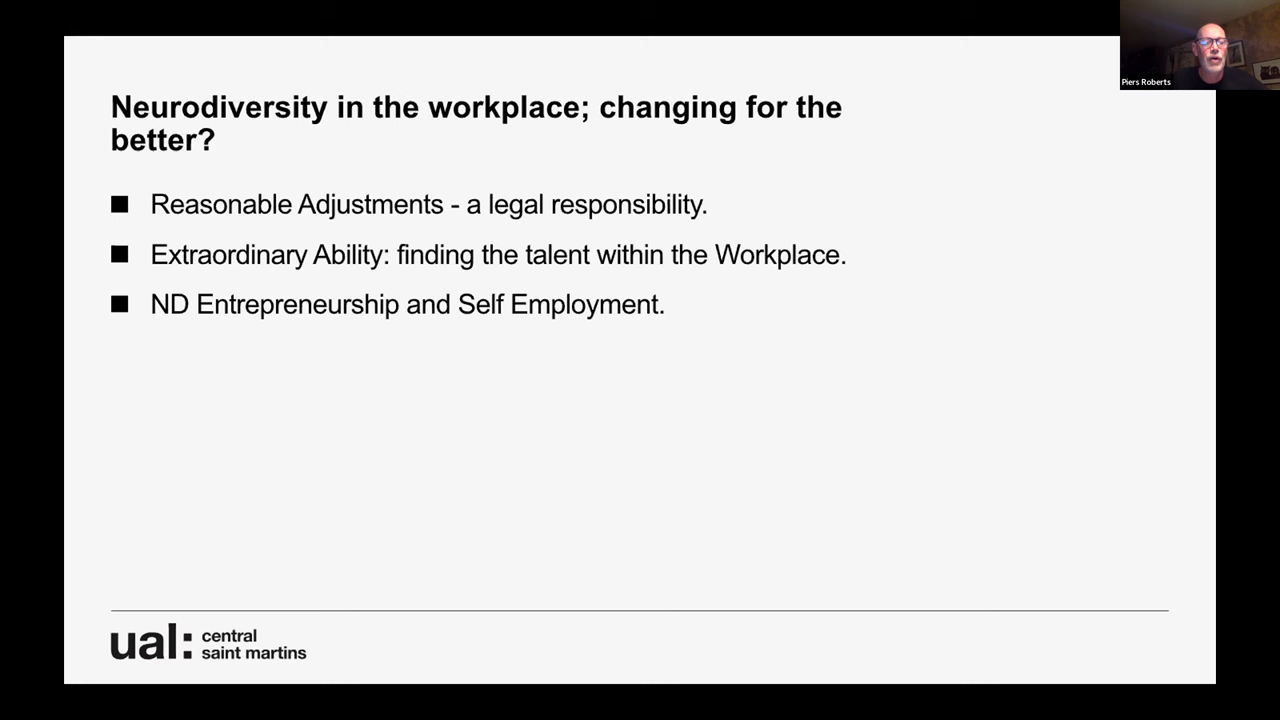 Piers Roberts
Neurodiversity in the workplace; changing for the
better?
■ Reasonable Adjustments - a legal responsibility.
■ Extraordinary Ability: finding the talent within the Workplace.
■ ND Entrepreneurship and Self Employment.
ual: central
saint martins